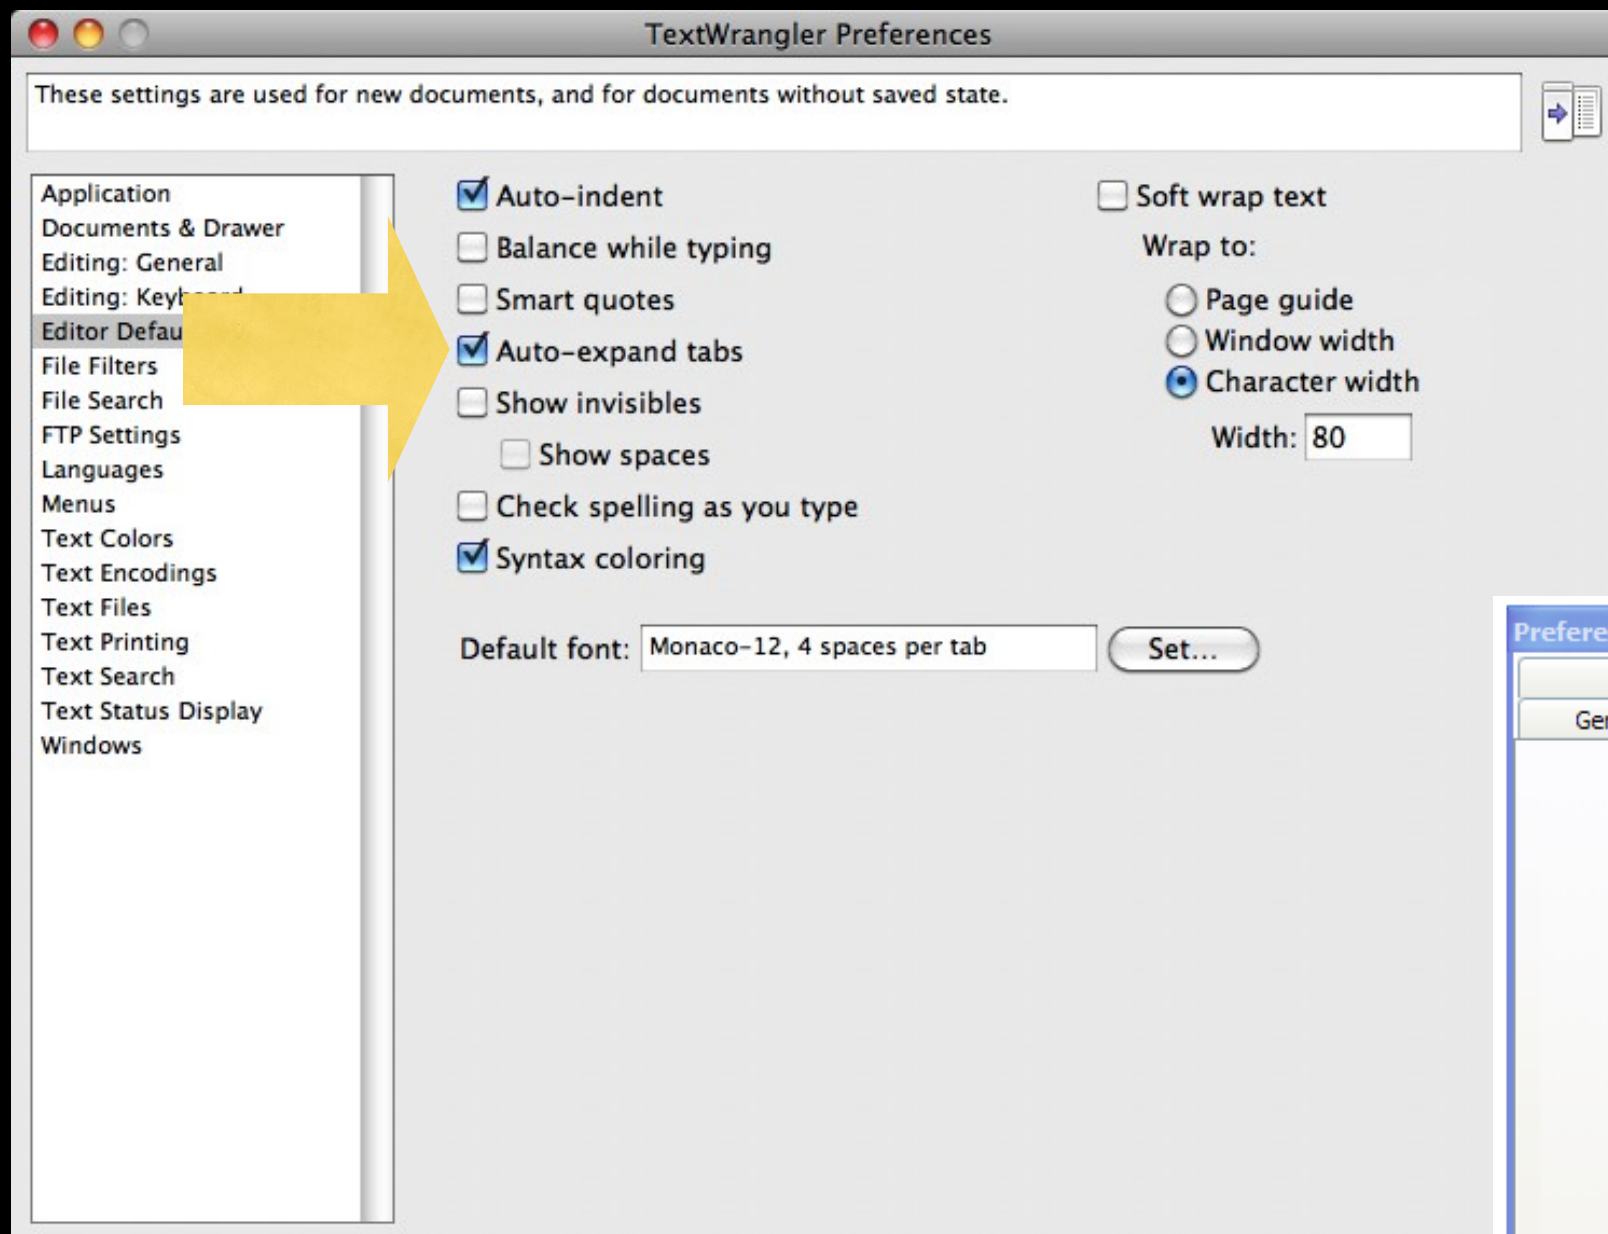 TextWrangler Preferences
These settings are used for new documents, and for documents without saved state.
Application
Documents & Drawer
Editing: General
Editing:
Editor
File Filters
File Search
FTP Settings
Languages
Menus
Text Colors
Text Encodings
Text Files
Text Printing
Text Search
Text Status Display
Windows
Auto-indent
Balance while typing
Smart quotes
Auto-expand tabs
Show invisibles
Show spaces
Check spelling as you type
Syntax coloring
Default font: Monaco-12, 4 spaces per tab Set...
Soft wrap text
Wrap to:
Page guide
Window width
Character width
Width: 80